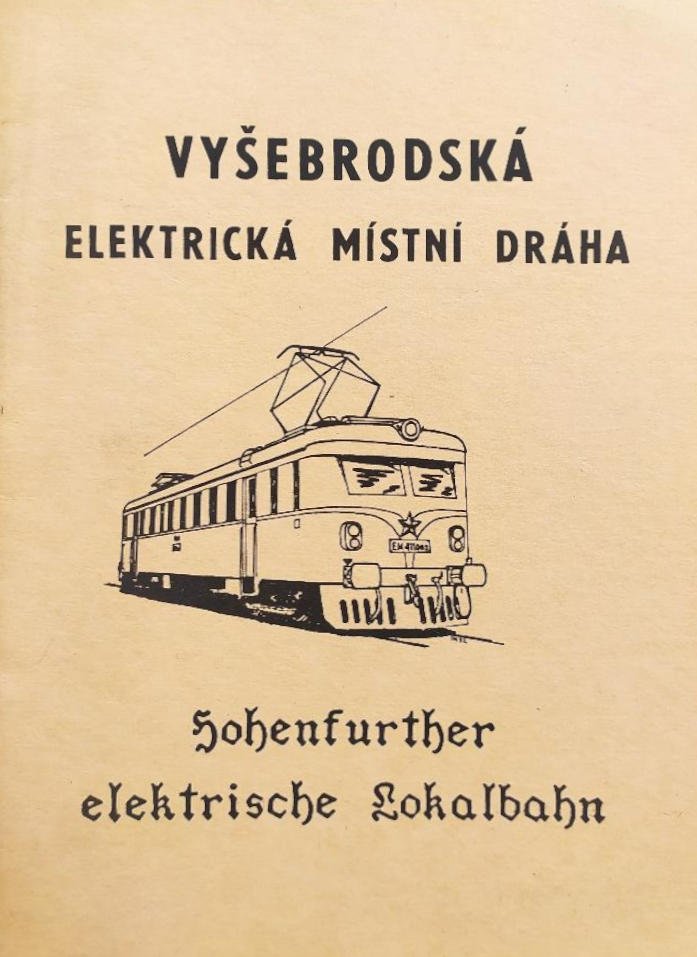 VYŠEBRODSKÁ
ELEKTRICKÁ MÍSTNÍ DRÁHA
Hohenfurther
elektrische Lokalbahn